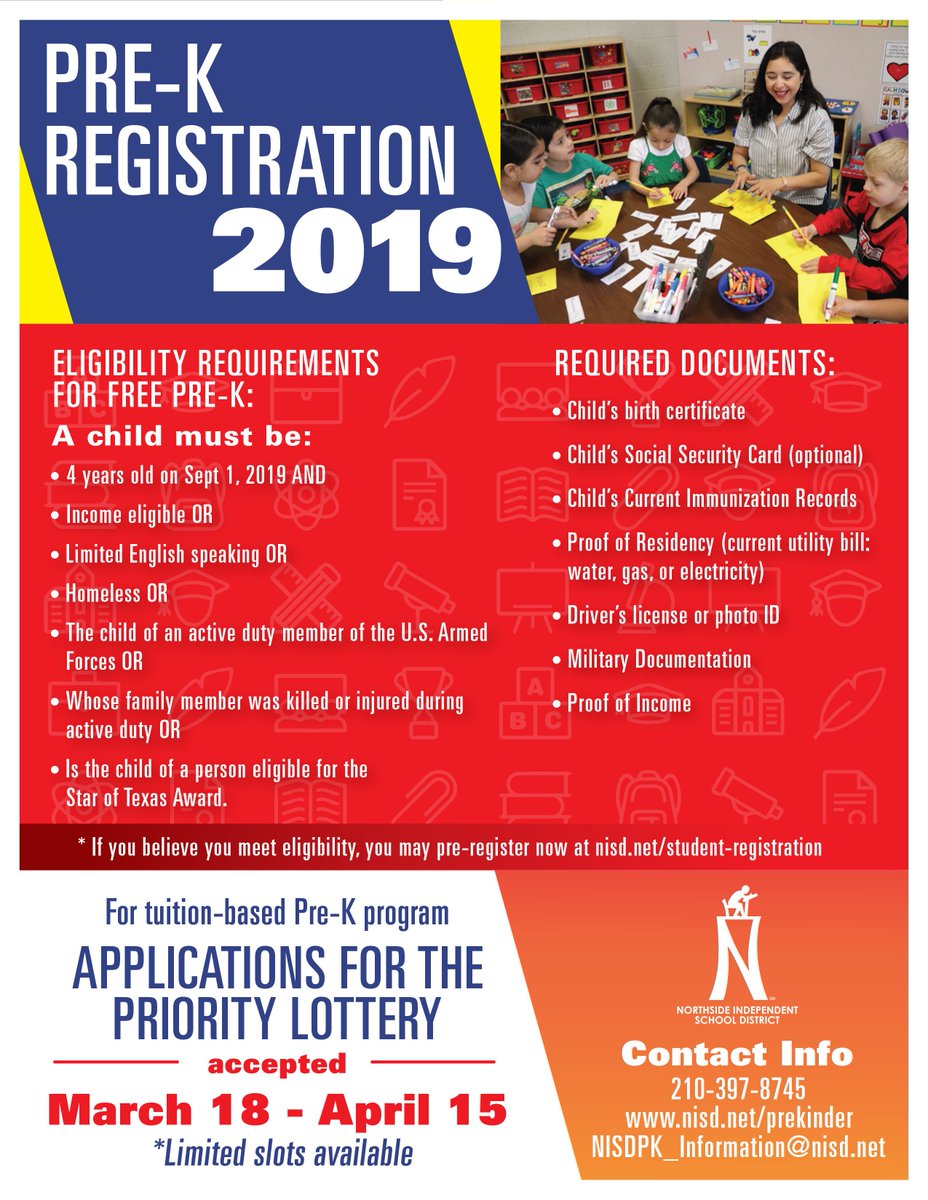 PRE-K
REGISTRATION
2019
ELIGIBILITY REQUIREMENTS
FOR FREE PRE-K:
A child must be:
• 4 years old on Sept 1, 2019 AND
• Income eligible OR
• Limited English speaking OR
• Homeless OR
• The child of an active duty member of the U.S. Armed
Forces OR
• Whose family member was killed or injured during
active duty OR
• Is the child of a person eligible for the
Star of Texas Award.
REQUIRED DOCUMENTS:
• Child's birth certificate
• Child's Social Security Card (optional)
• Child's Current Immunization Records
• Proof of Residency (current utility bill:
water, gas, or electricity)
• Driver's license or photo ID
• Military Documentation
• Proof of Income
* If you believe you meet eligibility, you may pre-register now at nisd.net/student-registration
For tuition-based Pre-K program
APPLICATIONS FOR THE
PRIORITY LOTTERY
accepted
March 18 - April 15
*Limited slots available
N
NORTHSIDE INDEPENDENT
SCHOOL DISTRICT
Contact Info
210-397-8745
www.nisd.net/prekinder
NISDPK_Information@nisd.net